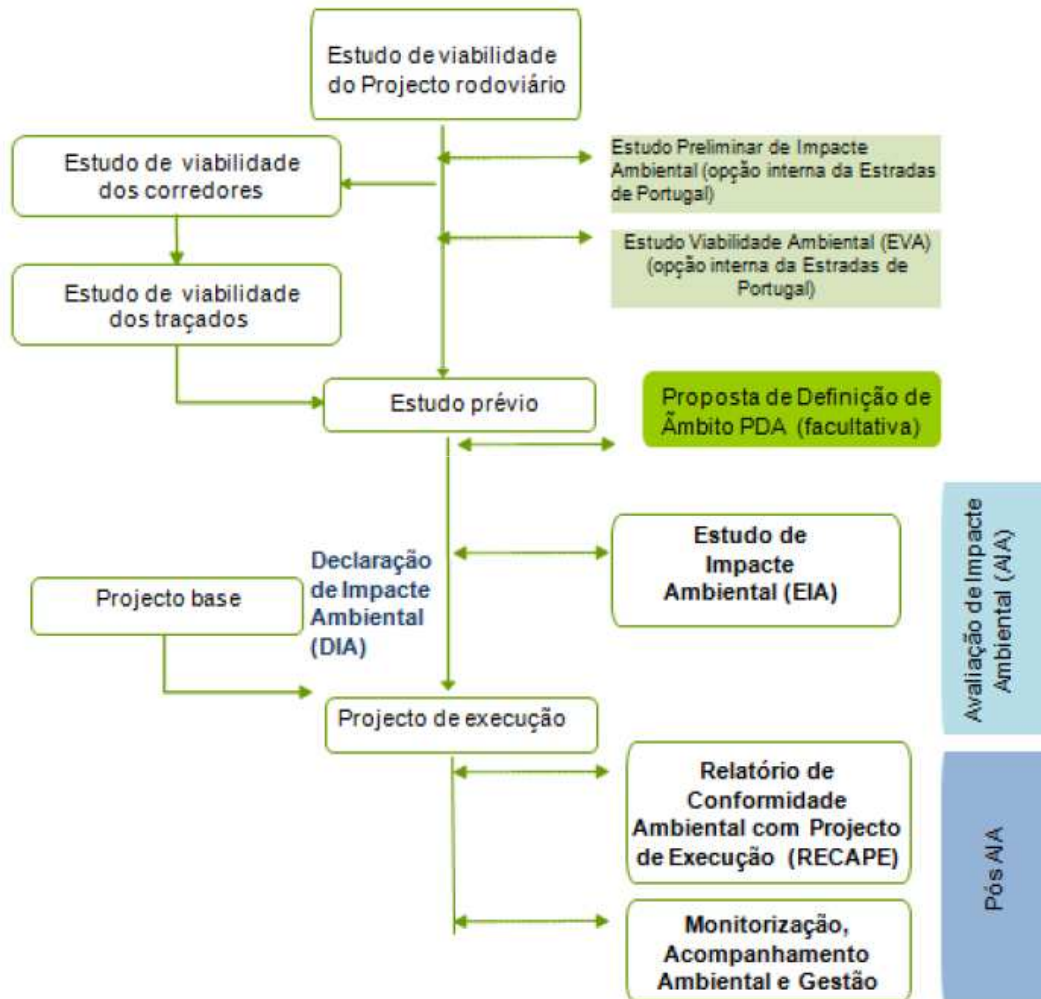 Estudo de viabilidade
do Projecto rodoviário
Estudo de viabilidade
dos corredores
Estudo Preliminar de Impacte
Ambiental (opção interna da Estradas
de Portugal)
Estudo Viabilidade Ambiental (EVA)
(opção interna da Estradas de
Portugal)
Estudo de viabilidade
dos traçados
Estudo prévio
Proposta de Definição de
Ãmbito PDA (facultativa)
Estudo de
Impacte
Ambiental (EIA)
Avaliação de Impacte
Ambiental (AIA)
Declaração
de Impacte
Ambiental
(DIA)
Projecto base
Projecto de execução
Relatório de
Conformidade
Ambiental com Projecto
de Execução (RECAPE)
Pós AIA
Monitorização,
Acompanhamento
Ambiental e Gestão